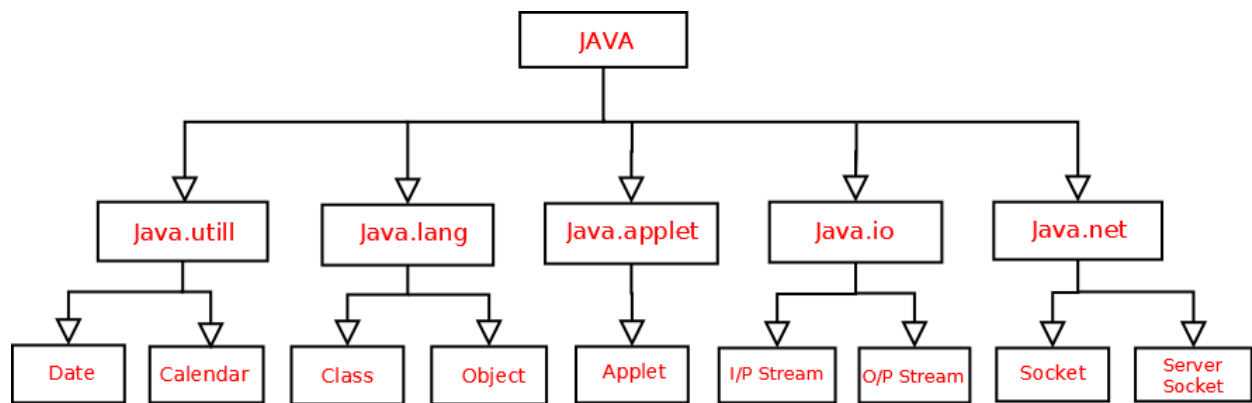 JAVA
Java.utill
Java.lang
Java.applet
Java.io
Java.net
Date
Calendar
Class
Object
Applet
I/P Stream
O/P Stream
Socket
Server
Socket